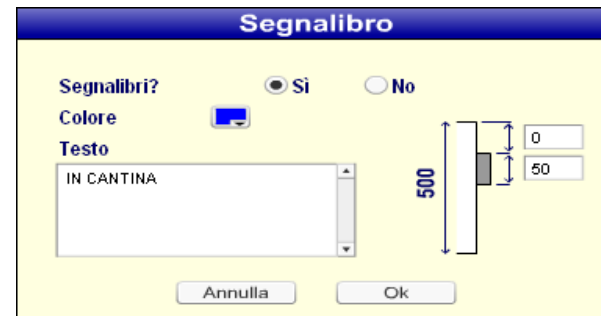 Segnalibro
Segnalibri? Sì No
Colore
Testo
IN CANTINA
500
0
50
Annulla Ok